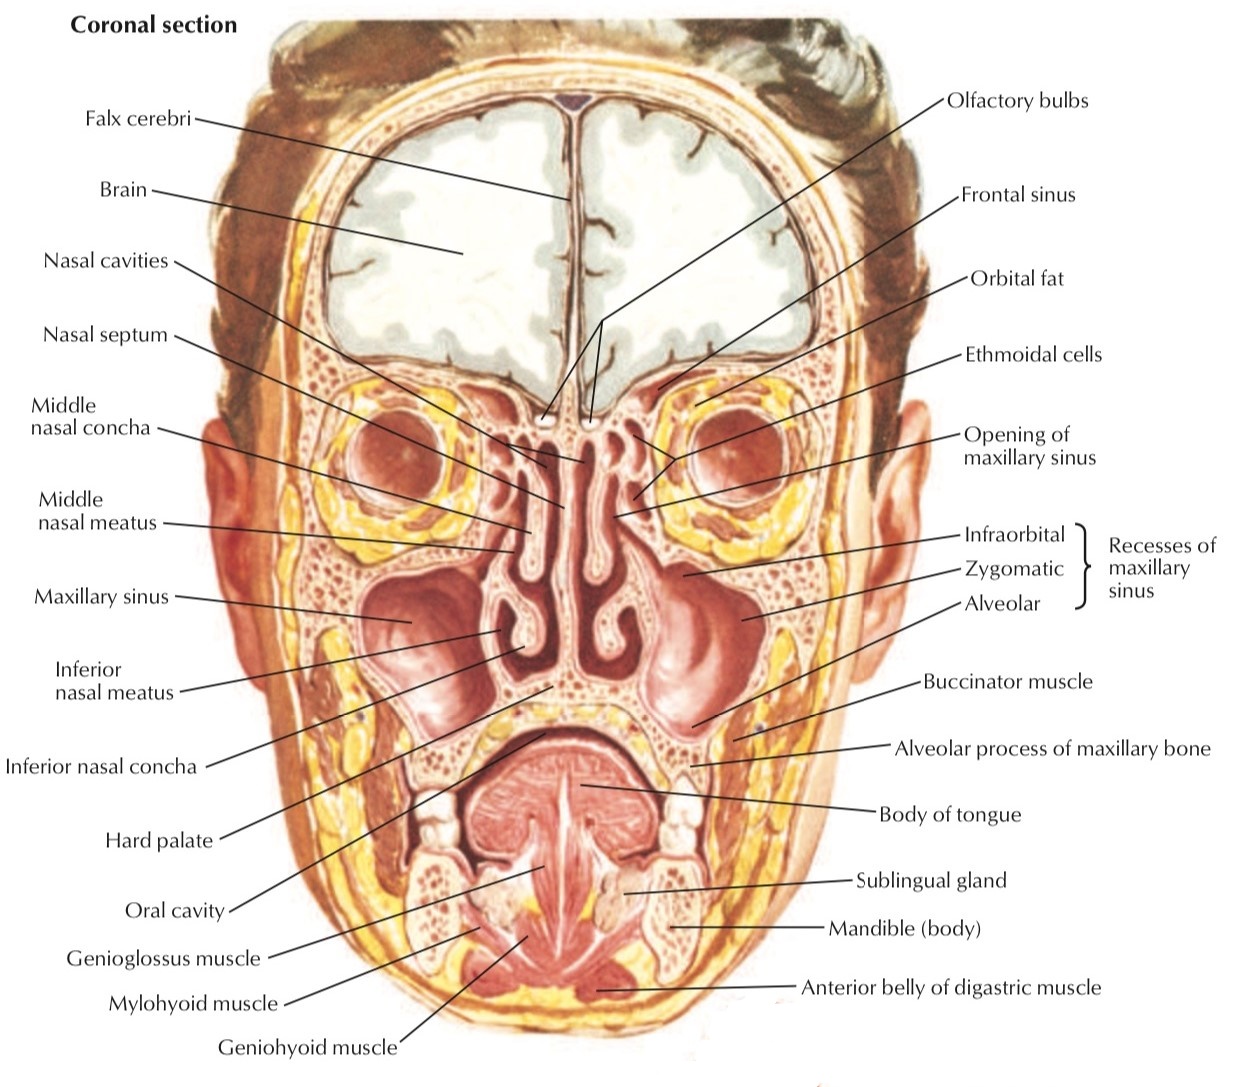 Coronal section
Falx cerebri
Brain
Nasal cavities
Nasal septum
Middle
nasal concha
Middle
nasal meatus
Maxillary sinus
Inferior
nasal meatus
Inferior nasal concha
Hard palate
Oral cavity
Genioglossus muscle
Mylohyoid muscle
Geniohyoid muscle
Olfactory bulbs
Frontal sinus
Orbital fat
Ethmoidal cells
Opening of
maxillary sinus
Infraorbital
Zygomatic
Alveolar
Recesses of
maxillary
sinus
Buccinator muscle
Alveolar process of maxillary bone
Body of tongue
Sublingual gland
Mandible (body)
Anterior belly of digastric muscle